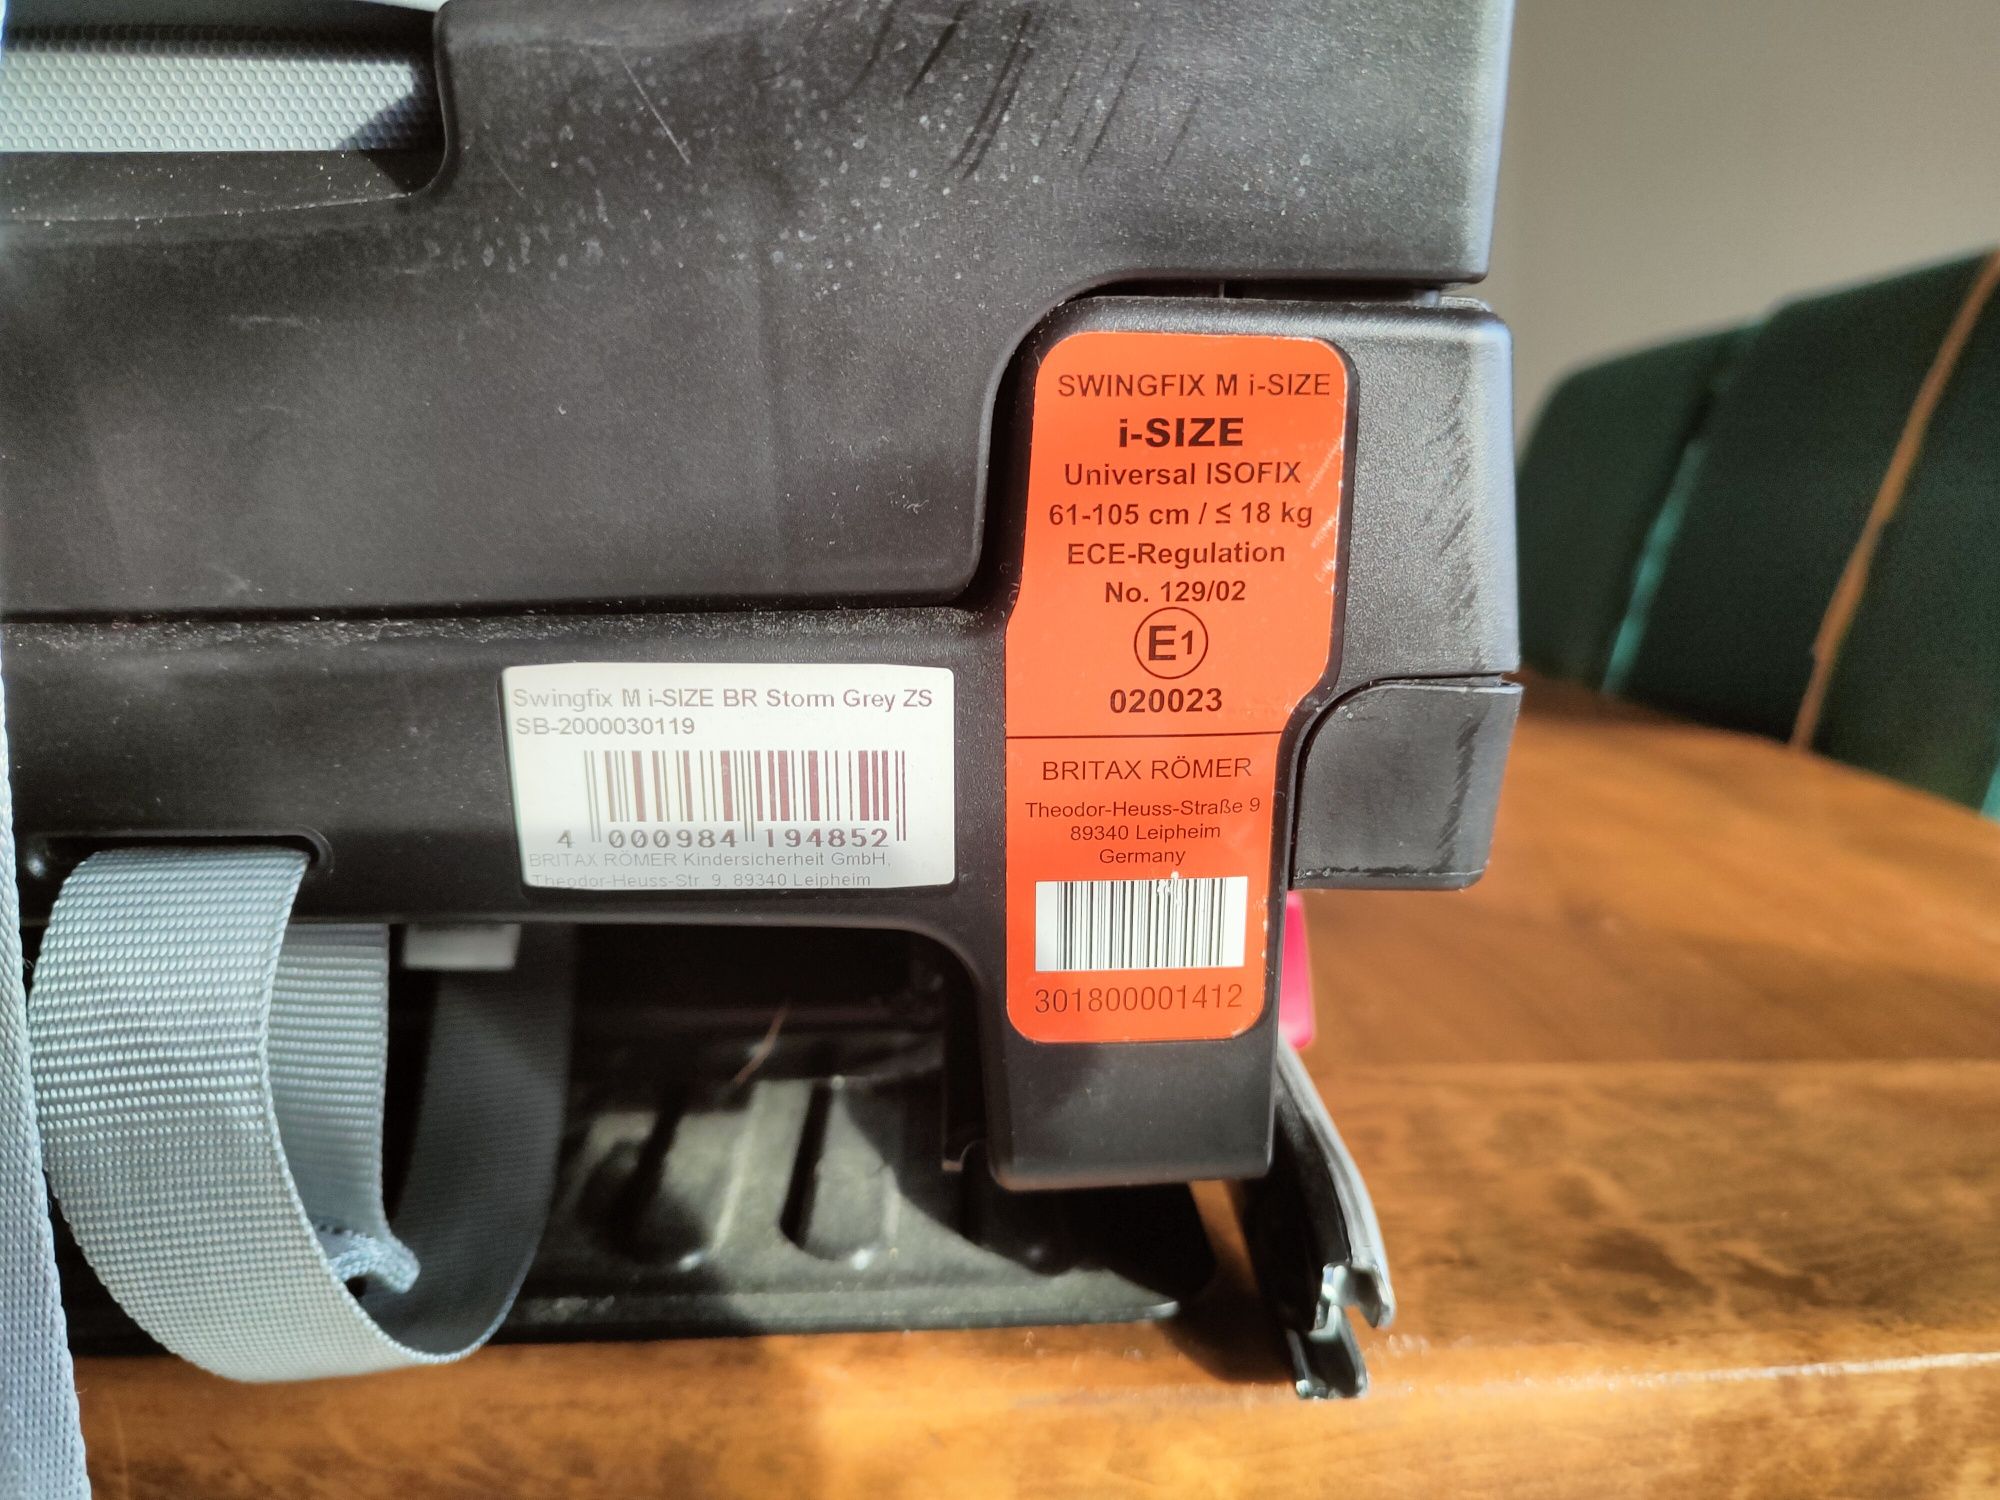 SWINGFIX M i-SIZE
i-SIZE
Universal ISOFIX
61-105 cm / ≤ 18 kg
ECE-Regulation
No. 129/02
E1
020023
BRITAX RÖMER
Theodor-Heuss-Straße 9
89340 Leipheim
Germany
301800001412
Swingfix M i-SIZE BR Storm Grey ZS
SB-2000030119
4 000984 194852
BRITAX RÖMER Kindersicherheit GmbH,
Theodor-Heuss-Str. 9, 89340 Leipheim